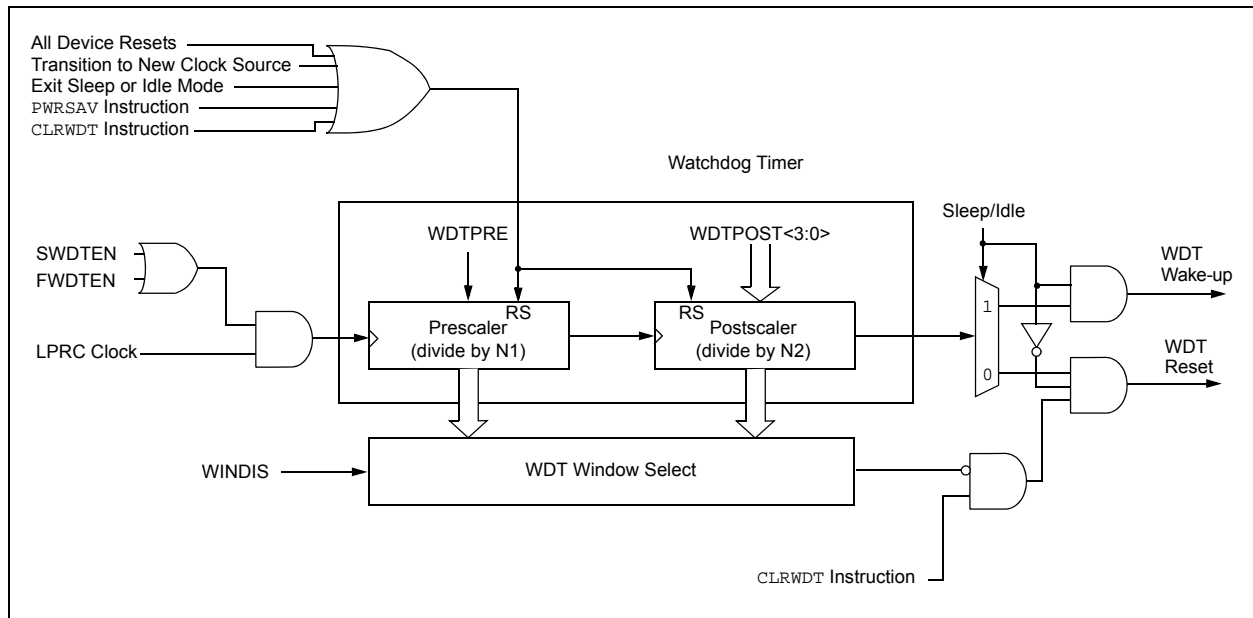 All Device Resets
Transition to New Clock Source
Exit Sleep or Idle Mode
PWRSAV Instruction
CLRWDT Instruction
Watchdog Timer
Sleep/Idle
SWDTEN
FWDTEN
WDTPRE
WDTPOST<3:0>
WDT
Wake-up
RS
RS
1
Prescaler
(divide by N1)
Postscaler
(divide by N2)
LPRC Clock
WDT
Reset
0
WINDIS
WDT Window Select
CLRWDT Instruction